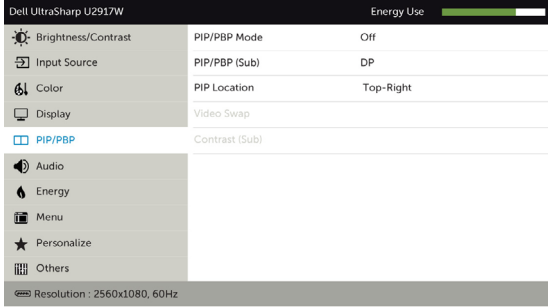 Dell UltraSharp U2917W Energy Use
Brightness/Contrast PIP/PBP Mode Off
Input Source PIP/PBP (Sub) DP
Color PIP Location Top-Right
Display Video Swap
PIP/PBP Contrast (Sub)
Audio
Energy
Menu
Personalize
Others
Resolution : 2560x1080, 60Hz